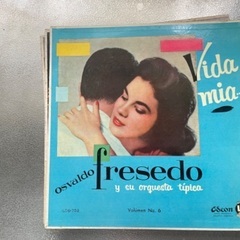 Vida
mia
osvaldo fresedo
y su orquesta típica
Volumen No. 6
Odeon